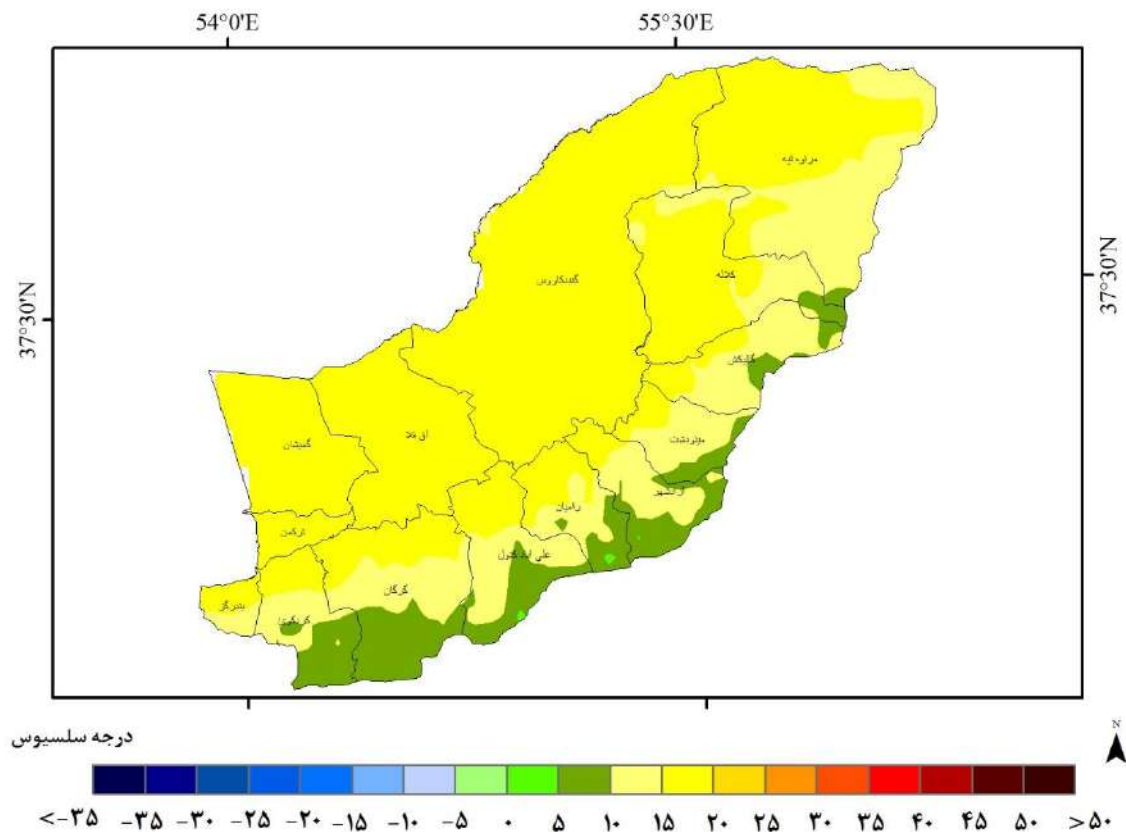 54°0'E 55°30'E
مراوه تپه
37°30'N
کلاله
گنبدکاووس
37°30'N
گالیکش
مینودشت
گمیشان
آق قلا
آزادشهر
رامیان
ترکمن
علی آباد کتول
گرگان
بندرگز
کردکوی
درجه سلسیوس
N
<-۳۵ -۳۵ -۳۰ -۲۵ -۲۰ -۱۵ -۱۰ -۵ ۰ ۵ ۱۰ ۱۵ ۲۰ ۲۵ ۳۰ ۳۵ ۴۰ ۴۵ ۵۰ >۵۰